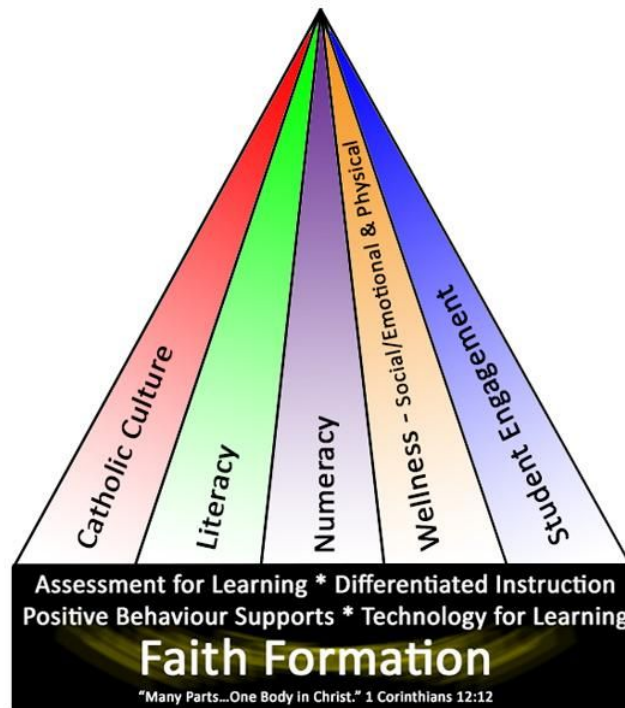 Catholic Culture
Literacy
Numeracy
Wellness - Social/Emotional & Physical
Student Engagement
Assessment for Learning * Differentiated Instruction
Positive Behaviour Supports * Technology for Learning
Faith Formation
“Many Parts...One Body in Christ.” 1 Corinthians 12:12